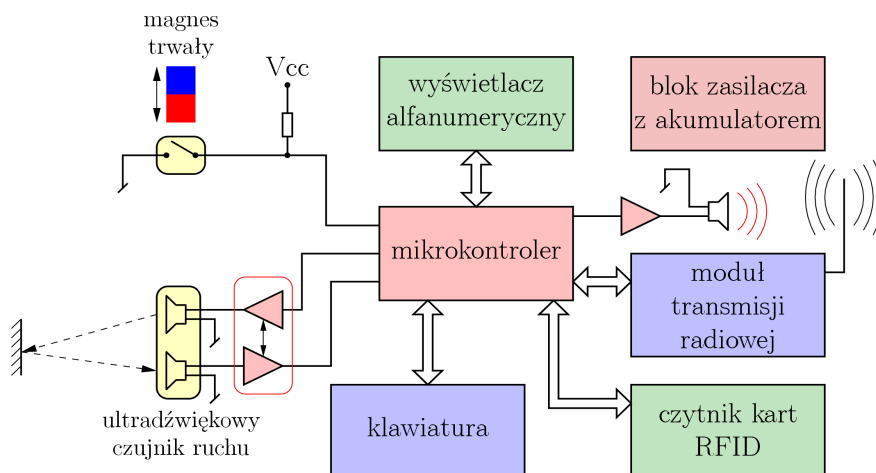 magnes
trwały
Vcc
wyświetlacz
alfanumeryczny
blok zasilacza
z akumulatorem
mikrokontroler
moduł
transmisji
radiowej
ultradźwiękowy
czujnik ruchu
klawiatura
czytnik kart
RFID